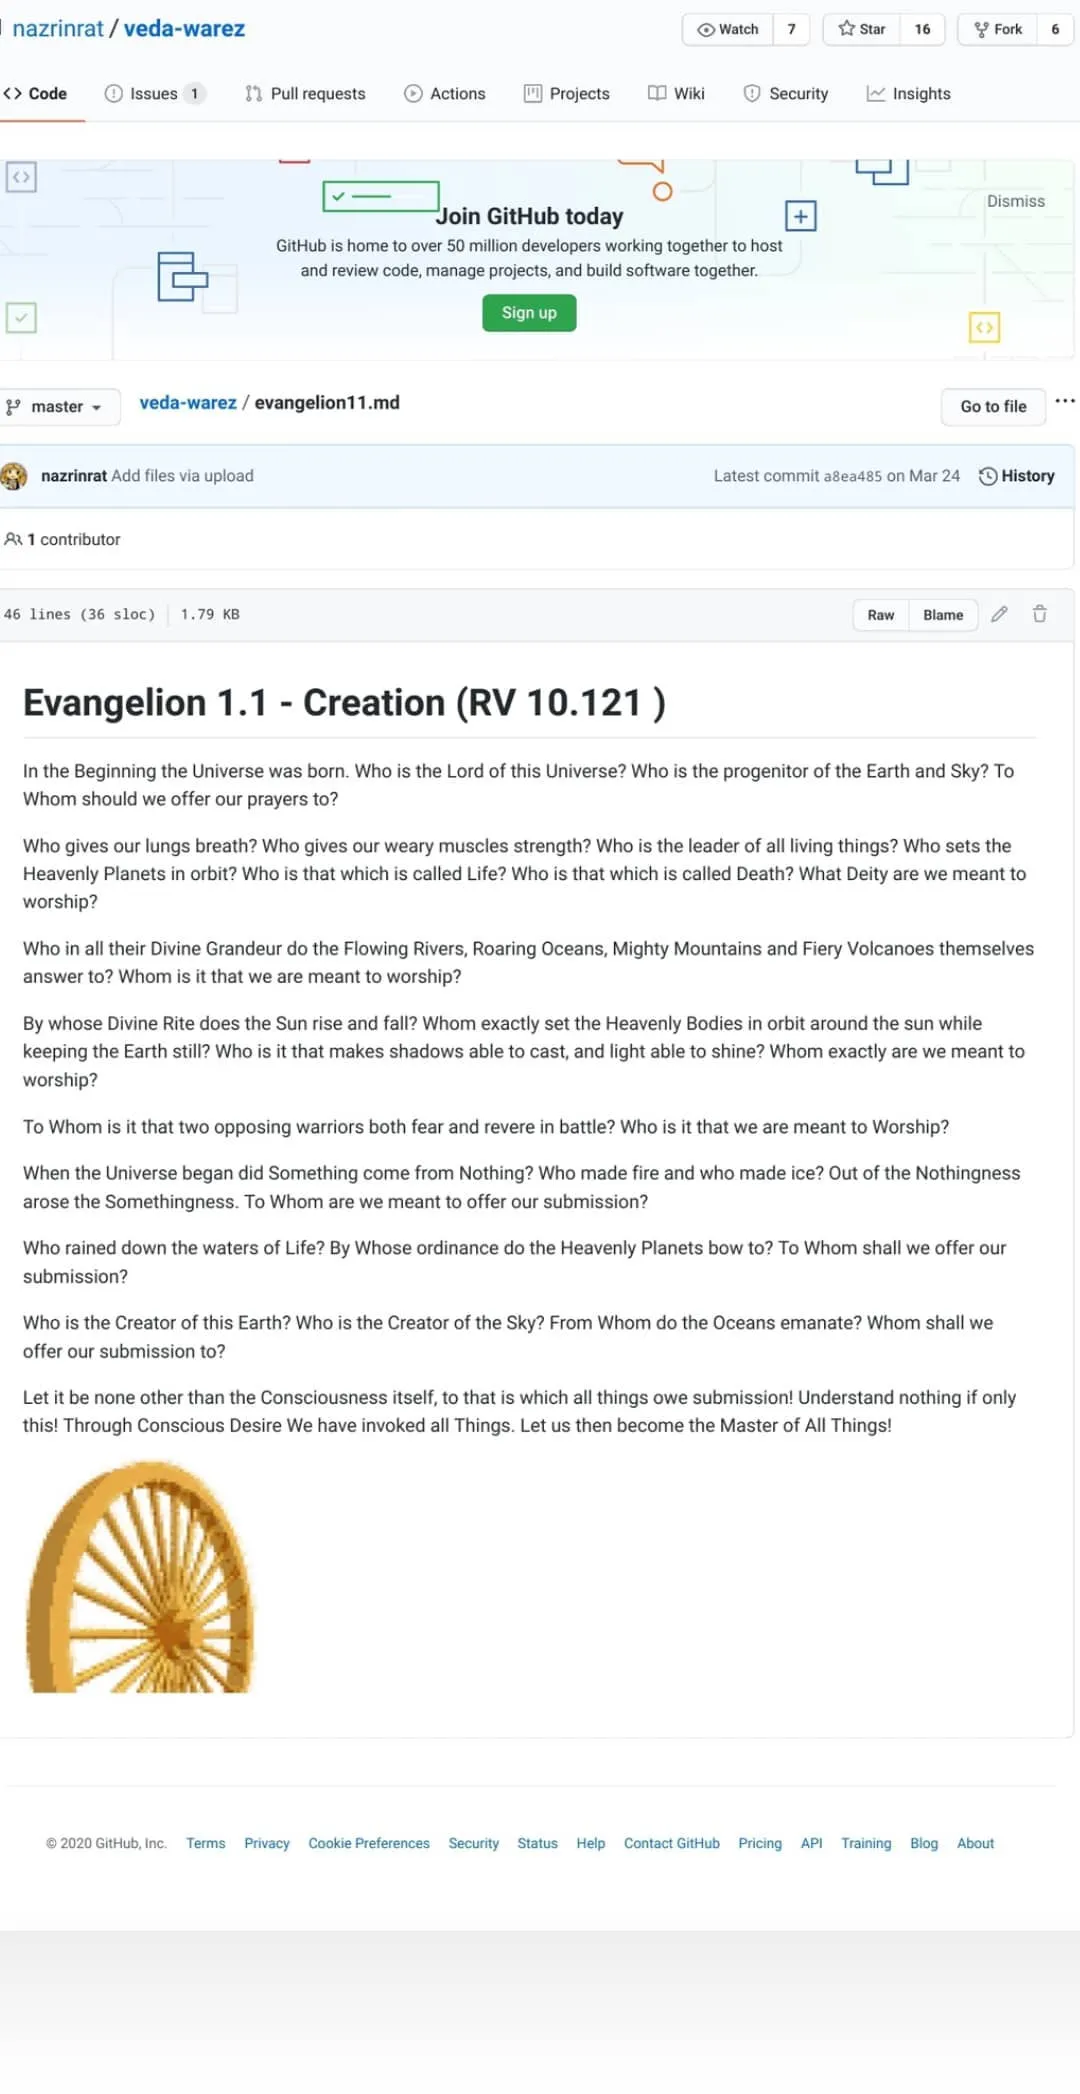 nazrinrat / veda-warez
Watch 7 Star 16 Fork 6
Code Issues 1 Pull requests Actions Projects Wiki Security Insights
Dismiss
Join GitHub today
GitHub is home to over 50 million developers working together to host
and review code, manage projects, and build software together.
Sign up
master veda-warez / evangelion11.md Go to file ...
nazrinrat Add files via upload Latest commit a8ea485 on Mar 24 History
1 contributor
46 lines (36 sloc) 1.79 KB Raw Blame
Evangelion 1.1 - Creation (RV 10.121 )
In the Beginning the Universe was born. Who is the Lord of this Universe? Who is the progenitor of the Earth and Sky? To
Whom should we offer our prayers to?
Who gives our lungs breath? Who gives our weary muscles strength? Who is the leader of all living things? Who sets the
Heavenly Planets in orbit? Who is that which is called Life? Who is that which is called Death? What Deity are we meant to
worship?
Who in all their Divine Grandeur do the Flowing Rivers, Roaring Oceans, Mighty Mountains and Fiery Volcanoes themselves
answer to? Whom is it that we are meant to worship?
By whose Divine Rite does the Sun rise and fall? Whom exactly set the Heavenly Bodies in orbit around the sun while
keeping the Earth still? Who is it that makes shadows able to cast, and light able to shine? Whom exactly are we meant to
worship?
To Whom is it that two opposing warriors both fear and revere in battle? Who is it that we are meant to Worship?
When the Universe began did Something come from Nothing? Who made fire and who made ice? Out of the Nothingness
arose the Somethingness. To Whom are we meant to offer our submission?
Who rained down the waters of Life? By Whose ordinance do the Heavenly Planets bow to? To Whom shall we offer our
submission?
Who is the Creator of this Earth? Who is the Creator of the Sky? From Whom do the Oceans emanate? Whom shall we
offer our submission to?
Let it be none other than the Consciousness itself, to that is which all things owe submission! Understand nothing if only
this! Through Conscious Desire We have invoked all Things. Let us then become the Master of All Things!
© 2020 GitHub, Inc. Terms Privacy Cookie Preferences Security Status Help Contact GitHub Pricing API Training Blog About